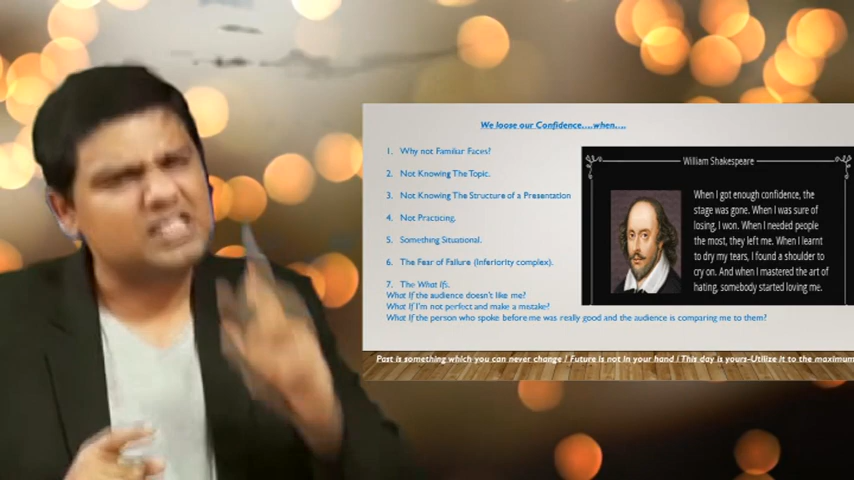 We loose our Confidence....when....
1. Why not Familiar Faces?
2. Not Knowing The Topic.
3. Not Knowing The Structure of a Presentation
4. Not Practicing.
5. Something Situational.
6. The Fear of Failure (Inferiority complex).
7. The What Ifs.
What If the audience doesn't like me?
What If I'm not perfect and make a mistake?
What If the person who spoke before me was really good and the audience is comparing me to them?
William Shakespeare
When I got enough confidence, the
stage was gone. When I was sure of
losing, I won. When I needed people
the most, they left me. When I learnt
to dry my tears, I found a shoulder to
cry on. And when I mastered the art of
hating, somebody started loving me.
Past is something which you can never change / Future is not in your hand / This day is yours-Utilize it to the maximum